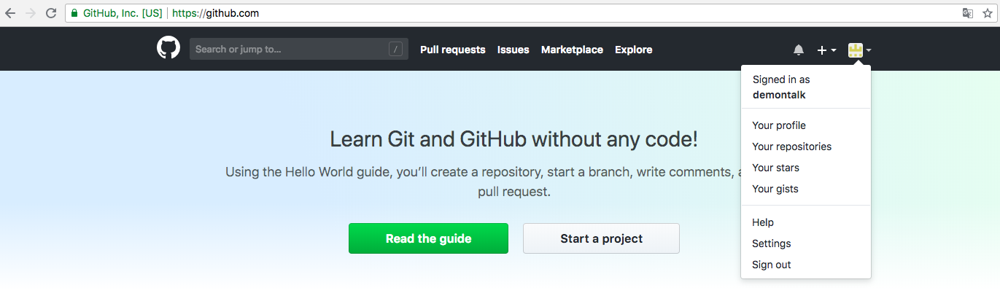 GitHub, Inc. [US] https://github.com
Search or jump to... / Pull requests Issues Marketplace Explore
Signed in as
demontalk
Your profile
Your repositories
Your stars
Your gists
Help
Settings
Sign out
Learn Git and GitHub without any code!
Using the Hello World guide, you’ll create a repository, start a branch, write comments,
pull request.
Read the guide Start a project